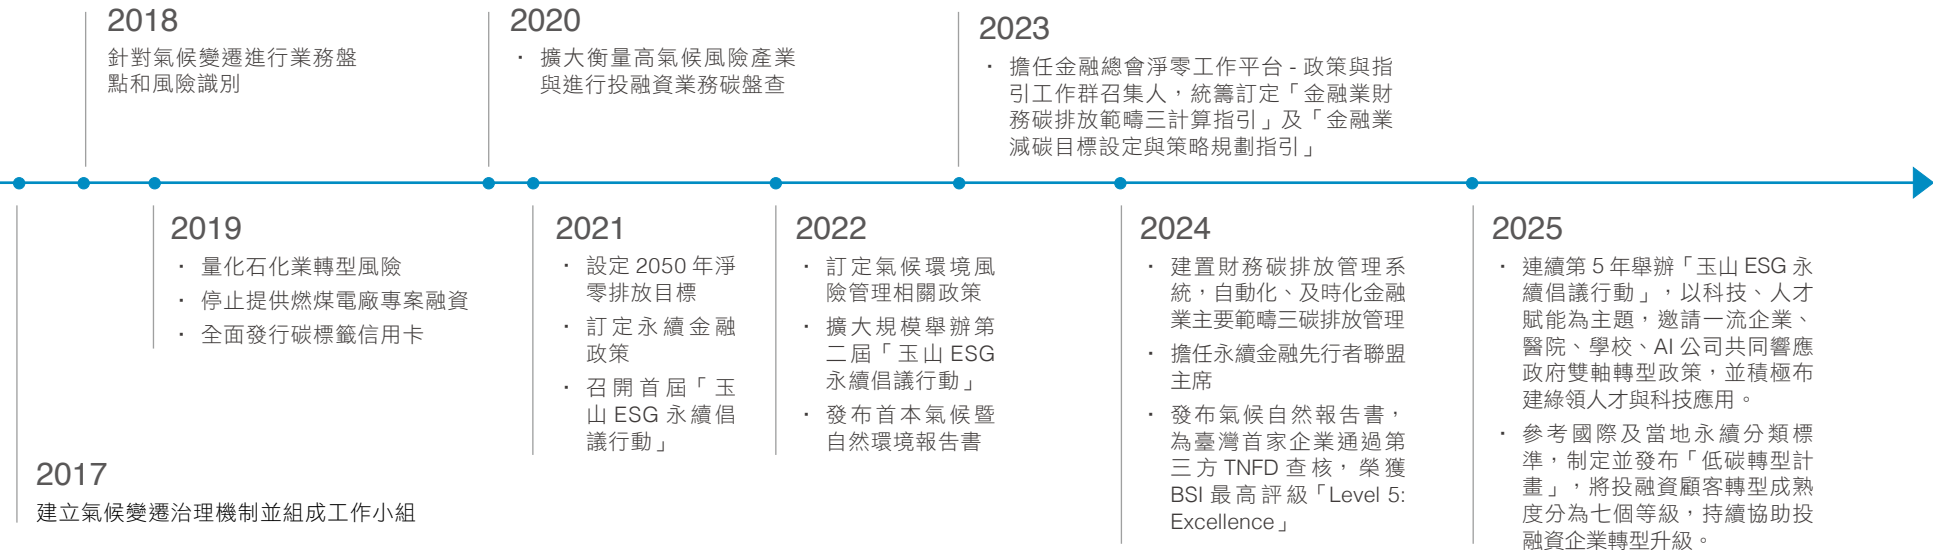 2018
針對氣候變遷進行業務盤
點和風險識別
2020
· 擴大衡量高氣候風險產業
與進行投融資業務碳盤查
2023
· 擔任金融總會淨零工作平台 - 政策與指
引工作群召集人，統籌訂定「金融業財
務碳排放範疇三計算指引」及「金融業
減碳目標設定與策略規劃指引」
2017
建立氣候變遷治理機制並組成工作小組
2019
· 量化石化業轉型風險
· 停止提供燃煤電廠專案融資
· 全面發行碳標籤信用卡
2021
· 設定 2050 年淨
零排放目標
· 訂定永續金融
政策
· 召開首屆「玉
山 ESG 永續倡
議行動」
2022
· 訂定氣候環境風
險管理相關政策
· 擴大規模舉辦第
二屆「玉山 ESG
永續倡議行動」
· 發布首本氣候暨
自然環境報告書
2024
· 建置財務碳排放管理系
統，自動化、及時化金融
業主要範疇三碳排放管理
· 擔任永續金融先行者聯盟
主席
· 發布氣候自然報告書，
為臺灣首家企業通過第
三方 TNFD 查核，榮獲
BSI 最高評級「Level 5:
Excellence」
2025
· 連續第 5 年舉辦「玉山 ESG 永
續倡議行動」，以科技、人才
賦能為主題，邀請一流企業、
醫院、學校、AI 公司共同響應
政府雙軸轉型政策，並積極布
建綠領人才與科技應用。
· 參考國際及當地永續分類標
準，制定並發布「低碳轉型計
畫」，將投融資顧客轉型成熟
度分為七個等級，持續協助投
融資企業轉型升級。